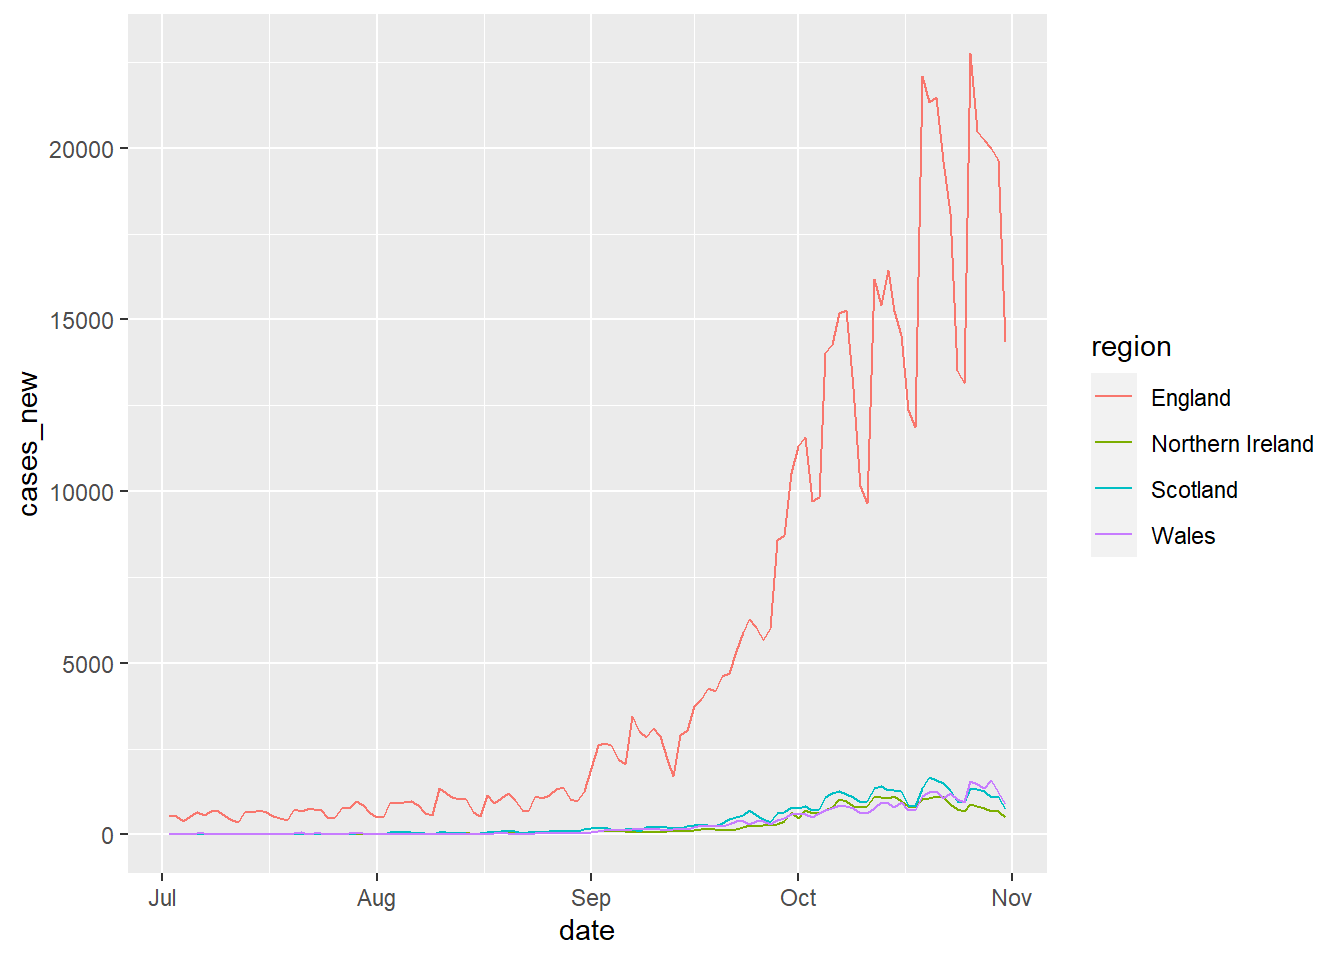 20000
15000
10000
5000
0
cases_new
Jul Aug Sep Oct Nov
date
region
England
Northern Ireland
Scotland
Wales